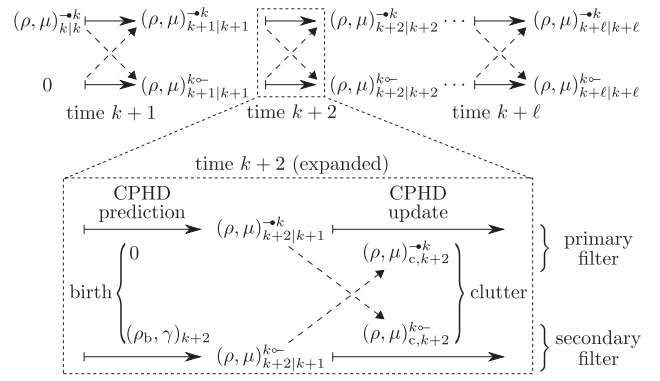 (ρ, μ)⊸•k k|k (ρ, μ)⊸•k k+1|k+1 (ρ, μ)⊸•k k+2|k+2 ··· (ρ, μ)⊸•k k+ℓ|k+ℓ
0 (ρ, μ)k∘– k+1|k+1 (ρ, μ)k∘– k+2|k+2 ··· (ρ, μ)k∘– k+ℓ|k+ℓ
time k + 1 time k + 2 time k + ℓ
time k + 2 (expanded)
CPHD prediction
CPHD update
(ρ, μ)–•k k+2|k+1
primary filter
0 (ρ, μ)–•k c,k+2
birth { } clutter
(ρb, γ)k+2 (ρ, μ)k∘– c,k+2
(ρ, μ)k∘– k+2|k+1
secondary filter